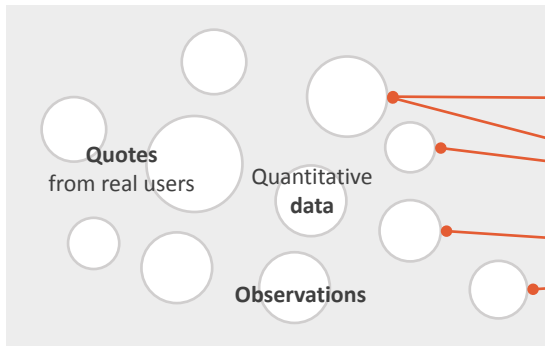 Quotes
from real users
Quantitative
data
Observations